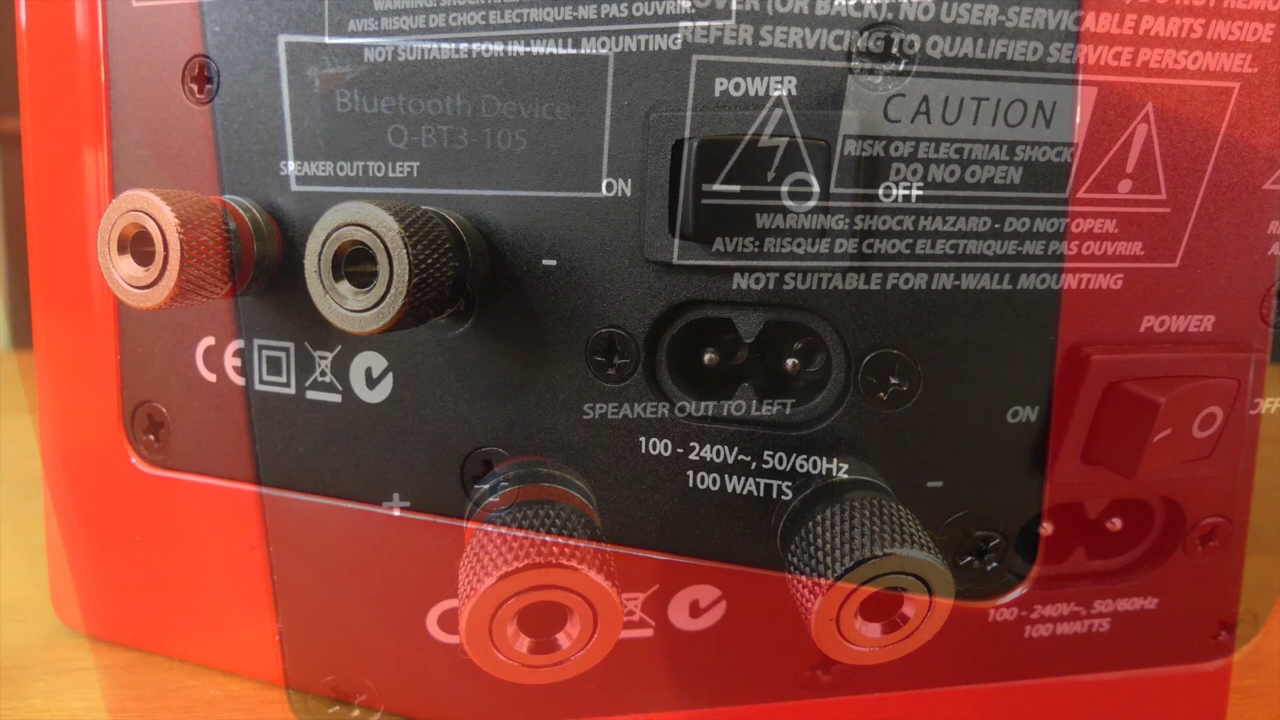 WARNING: SHOCK HAZARD - DO NOT OPEN.
AVIS: RISQUE DE CHOC ELECTRIQUE-NE PAS OUVRIR.
NOT SUITABLE FOR IN-WALL MOUNTING
COVER (OR BACK. NO USER-SERVICABLE PARTS INSIDE
REFER SERVICING TO QUALIFIED SERVICE PERSONNEL.
Bluetooth Device
Q-BT3-105
SPEAKER OUT TO LEFT
POWER
ON
OFF
CAUTION
RISK OF ELECTRIAL SHOCK
DO NO OPEN
WARNING: SHOCK HAZARD - DO NOT OPEN.
AVIS: RISQUE DE CHOC ELECTRIQUE-NE PAS OUVRIR.
NOT SUITABLE FOR IN-WALL MOUNTING
-
POWER
CE
SPEAKER OUT TO LEFT
ON
100 - 240V~, 50/60Hz
100 WATTS
+
-
100 - 240V~, 50/60Hz
100 WATTS